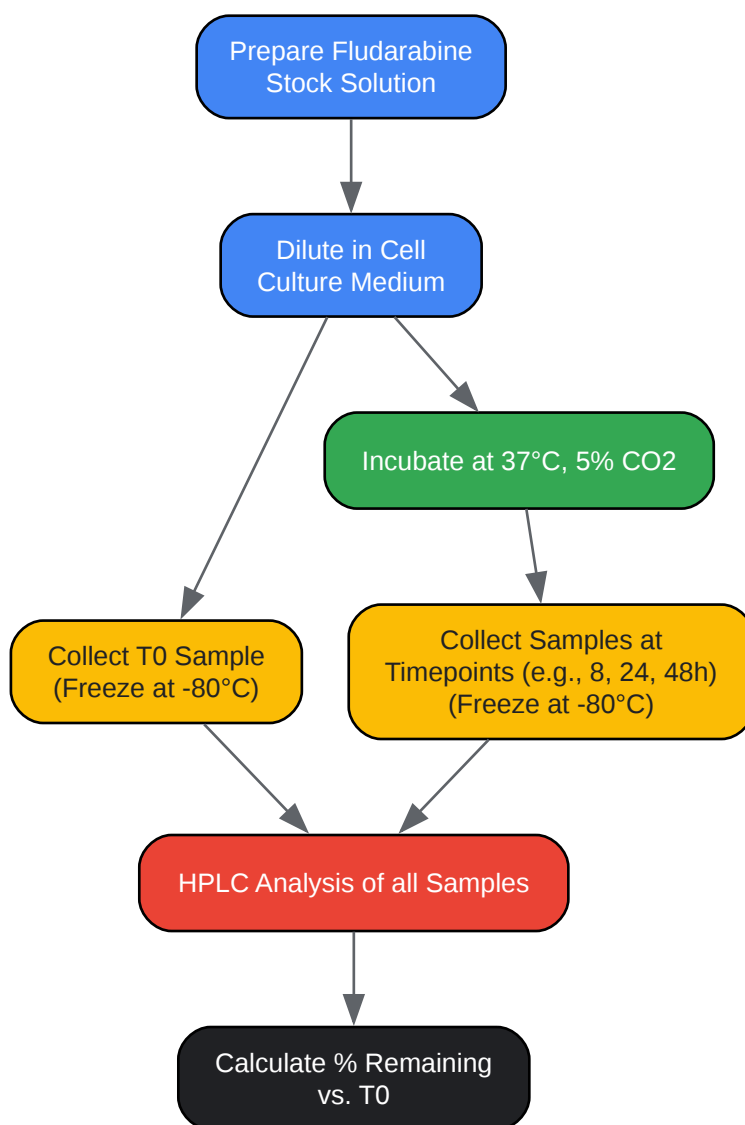 Prepare Fludarabine
Stock Solution
Dilute in Cell
Culture Medium
Incubate at 37°C, 5% CO2
Collect T0 Sample
(Freeze at -80°C)
Collect Samples at
Timepoints (e.g., 8, 24, 48h)
(Freeze at -80°C)
HPLC Analysis of all Samples
Calculate % Remaining
vs. T0